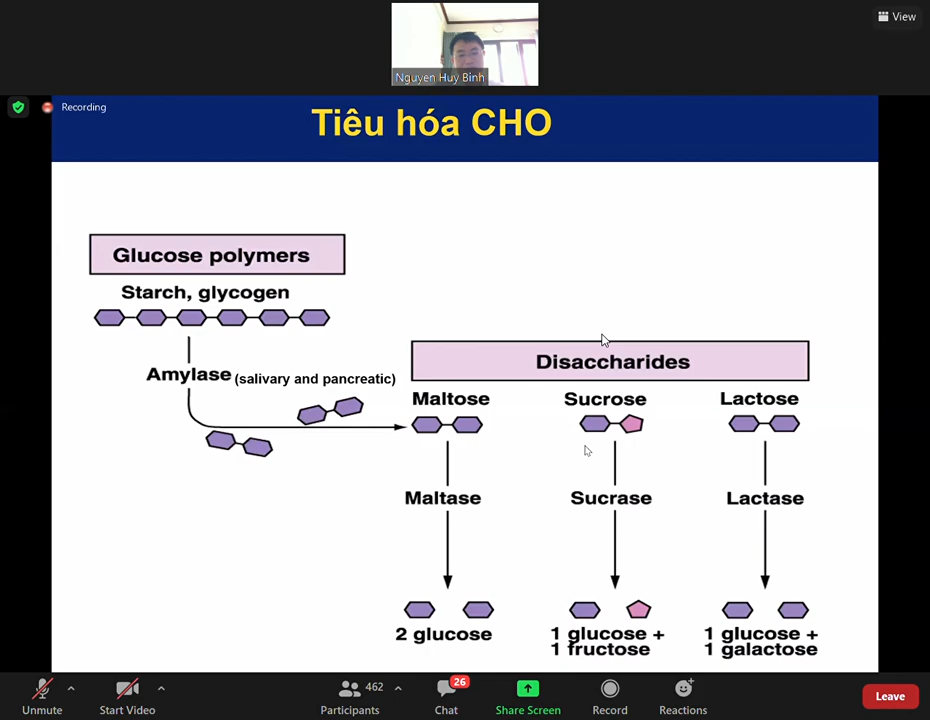 View
Nguyen Huy Binh
Recording
Tiêu hóa CHO
Glucose polymers
Starch, glycogen
Amylase (salivary and pancreatic)
Disaccharides
Maltose Sucrose Lactose
Maltase Sucrase Lactase
2 glucose
1 glucose +
1 fructose
1 glucose +
1 galactose
Unmute
Start Video
462
Participants
26
Chat
Share Screen
Record
Reactions
Leave